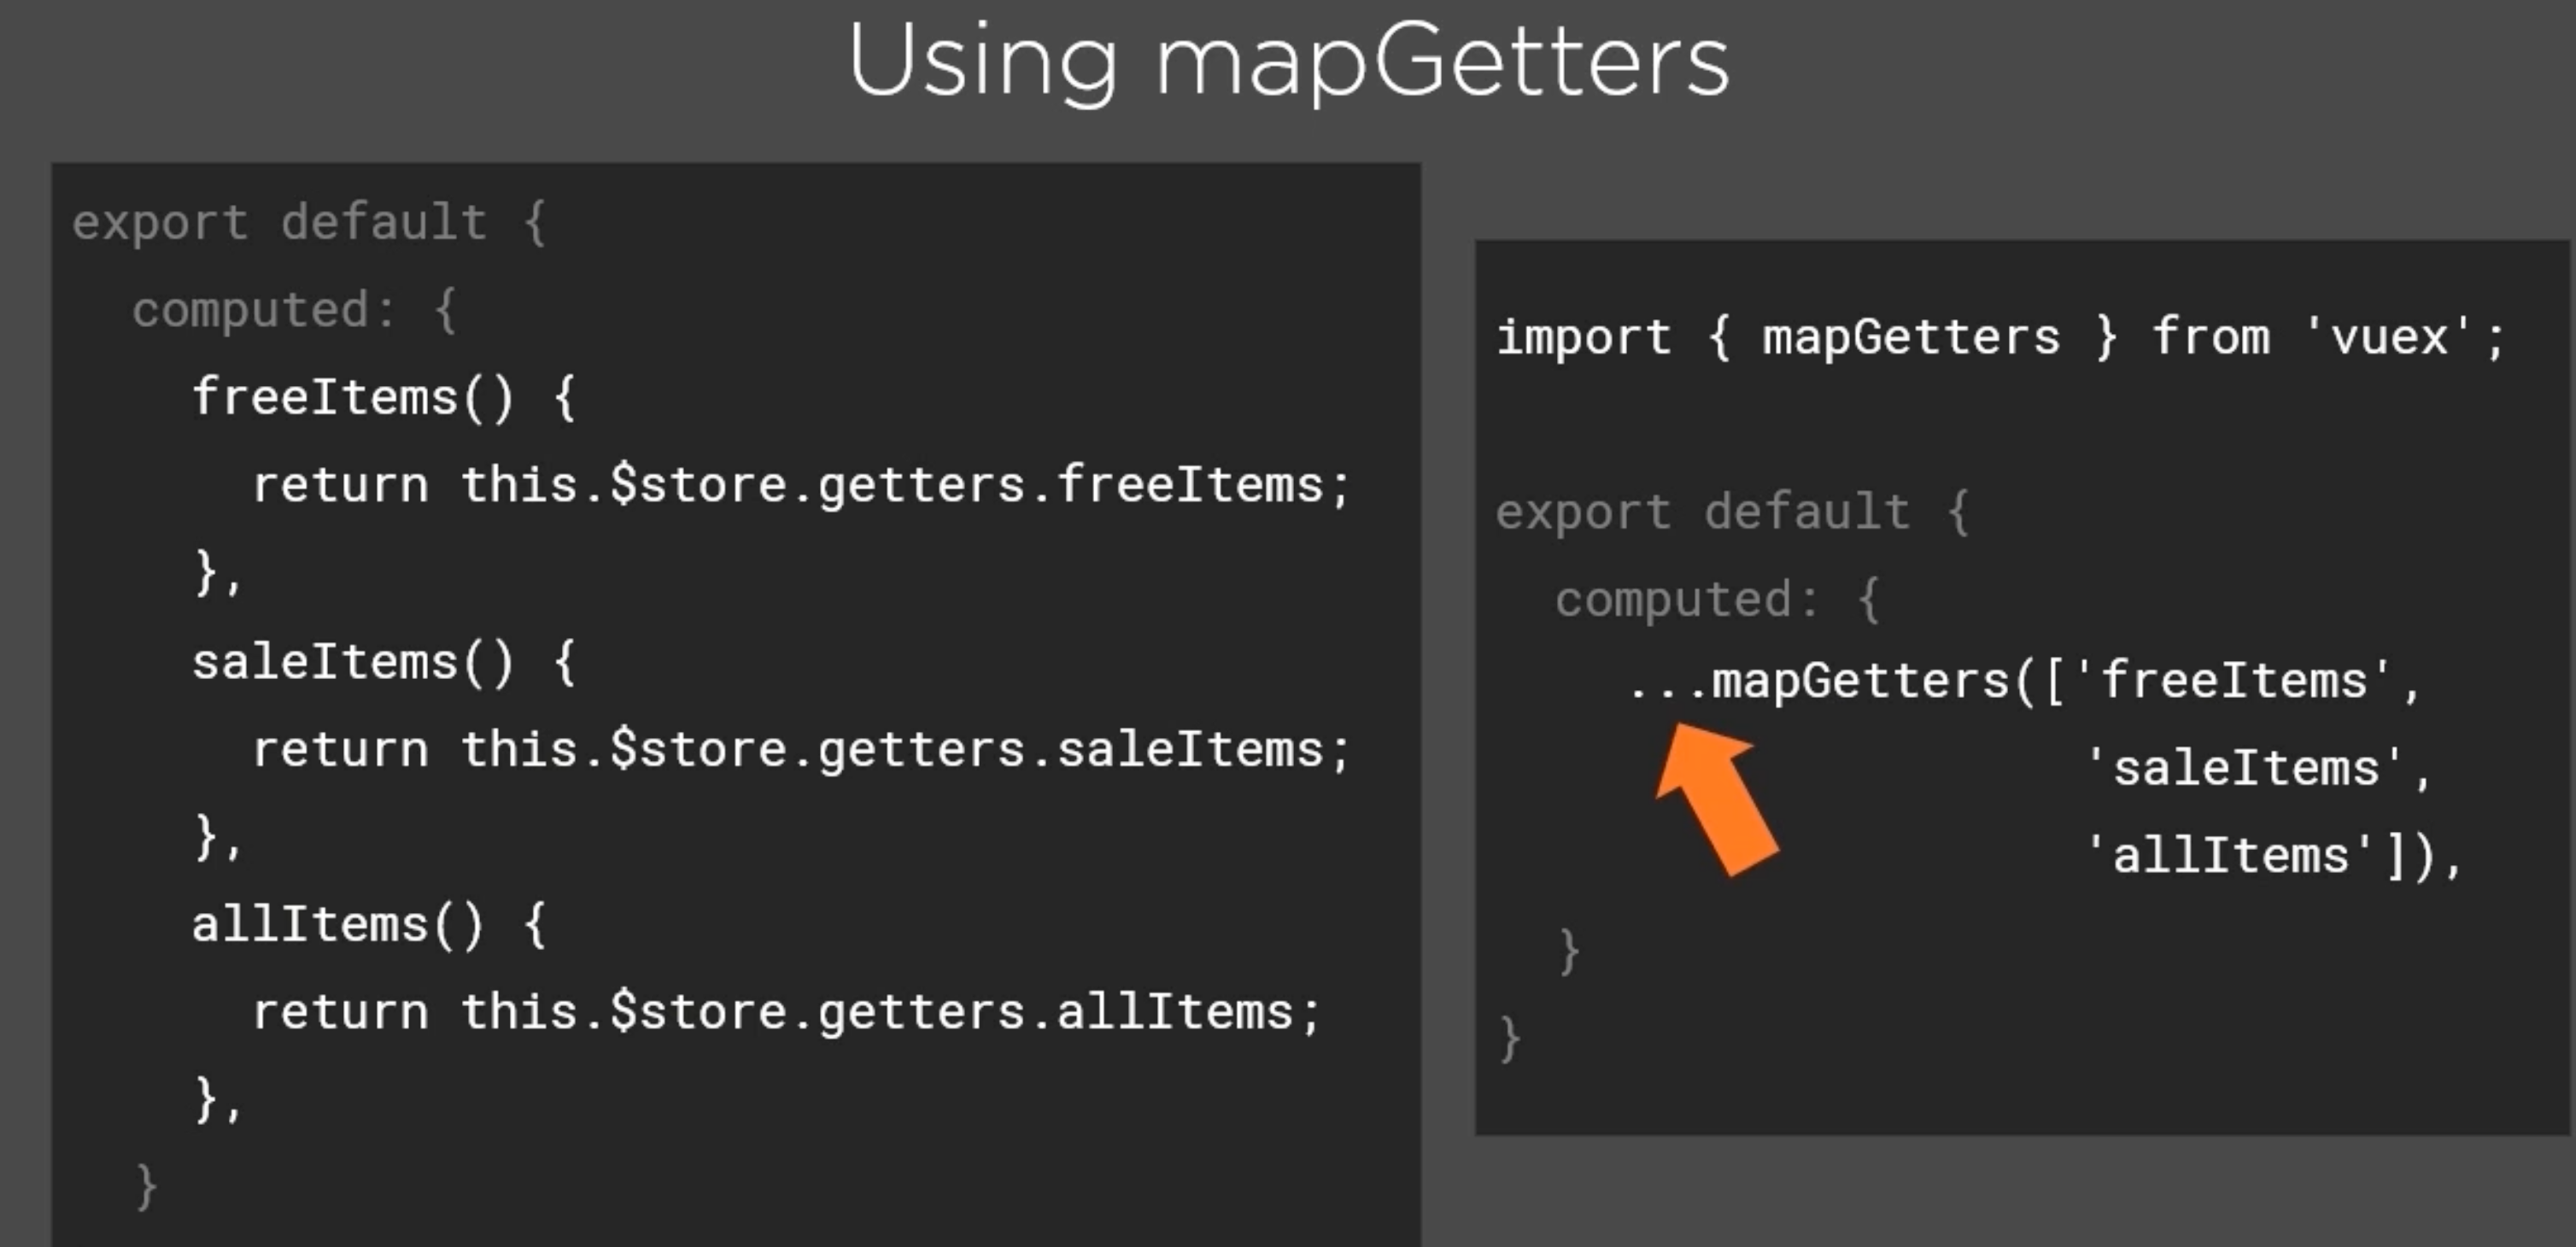 Using mapGetters
export default {
computed: {
freeItems() {
return this.$store.getters.freeItems;
},
saleItems() {
return this.$store.getters.saleItems;
},
allItems() {
return this.$store.getters.allItems;
},
}
import { mapGetters } from 'vuex';
export default {
computed: {
...mapGetters(['freeItems',
'saleItems',
'allItems']),
}
}